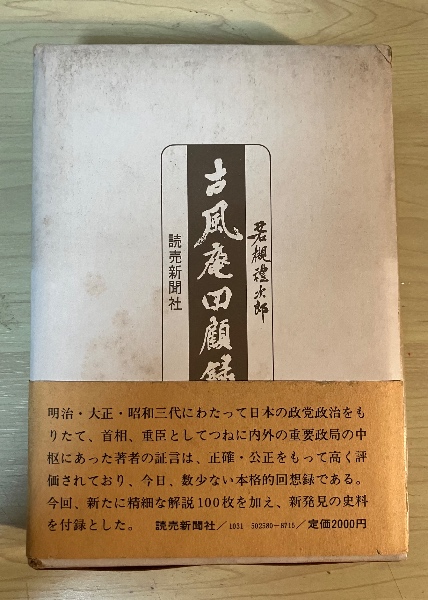 若槻禮次郎
古風庵回顧録
読売新聞社
明治・大正・昭和三代にわたって日本の政党政治をも
りたて、首相、重臣としてつねに内外の重要政局の中
枢にあった著者の証言は、正確・公正をもって高く評
価されており、今日、数少ない本格的回想録である。
今回、新たに精細な解説100枚を加え、新発見の史料
を付録とした。 読売新聞社／1031-502580-8715／定価2000円